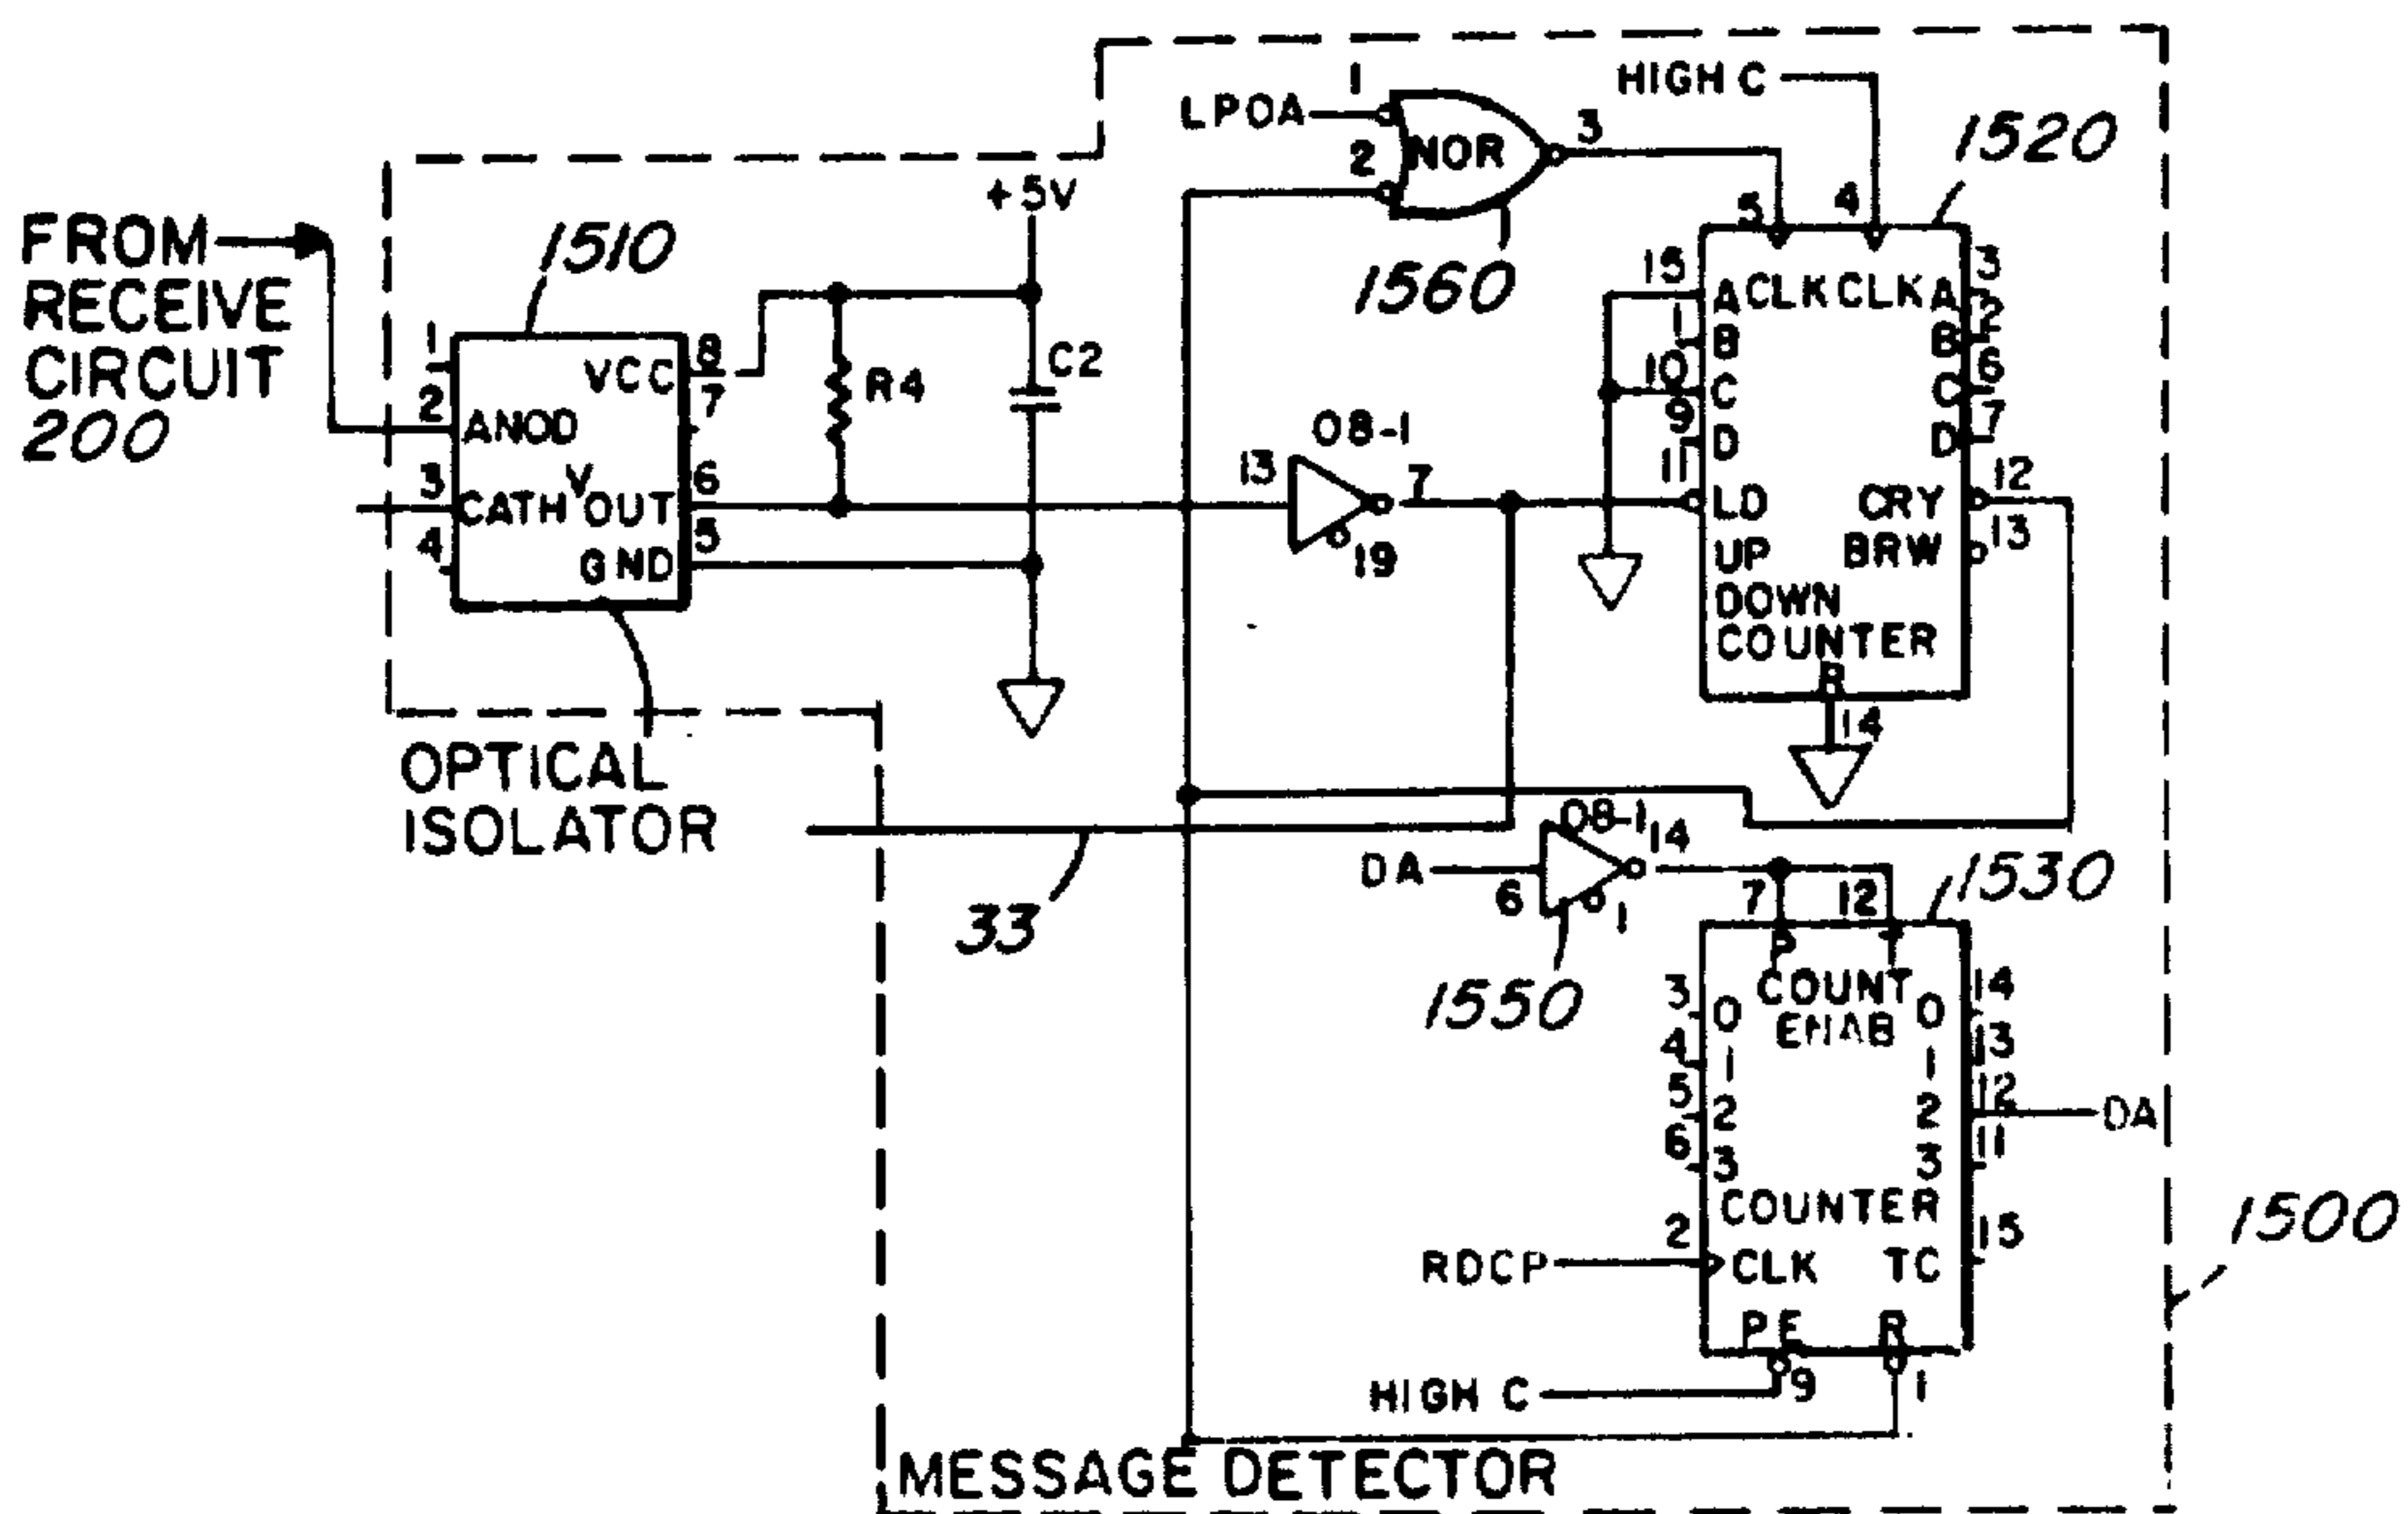 FROM
RECEIVE
CIRCUIT
200
1510
1
2
3
4
ANOD
CATH
VCC
V OUT
GND
8
7
6
5
OPTICAL
ISOLATOR
+5V
R4
C2
LPOA
1
2
NOR
3
1560
HIGH C
1520
5
4
15
1
10
9
11
A CLK CLK A
B B
C C
D D
LD CRY
UP BRW
DOWN
COUNTER
R
14
3
2
6
7
12
13
08-1
13
7
19
33
08-1
DA
6
14
1
1550
1530
7
12
P T
COUNT
ENAB
3
4
5
6
0 0
1 1
2 2
3 3
COUNTER
CLK TC
PE R
14
13
12
11
15
DA
RDCP
2
HIGH C
9
1
1500
MESSAGE DETECTOR